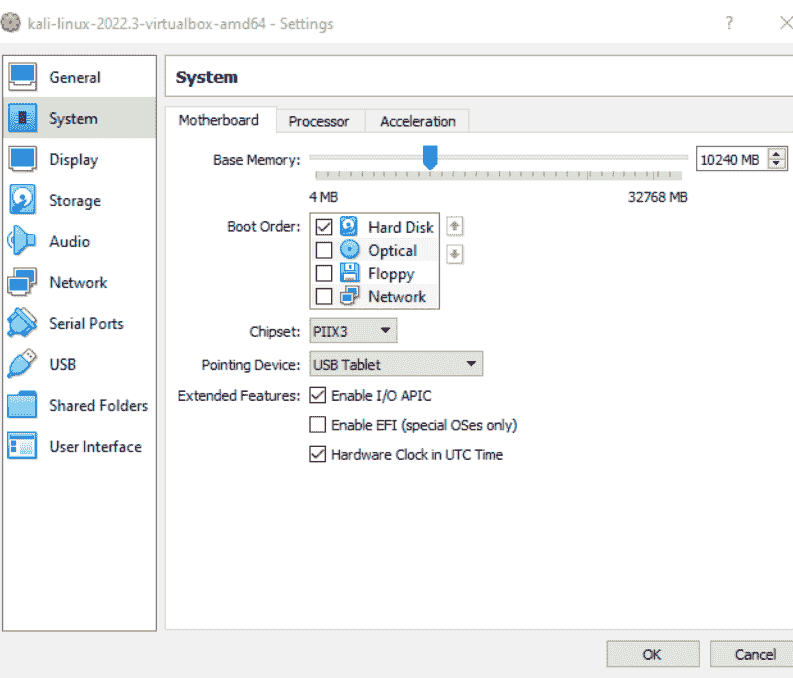 kali-linux-2022.3-virtualbox-amd64 - Settings
?
General
System
Display
Storage
Audio
Network
Serial Ports
USB
Shared Folders
User Interface
System
Motherboard Processor Acceleration
Base Memory: 10240 MB
4 MB 32768 MB
Boot Order: Hard Disk
Optical
Floppy
Network
Chipset: PIIX3
Pointing Device: USB Tablet
Extended Features: Enable I/O APIC
Enable EFI (special OSes only)
Hardware Clock in UTC Time
OK Cancel